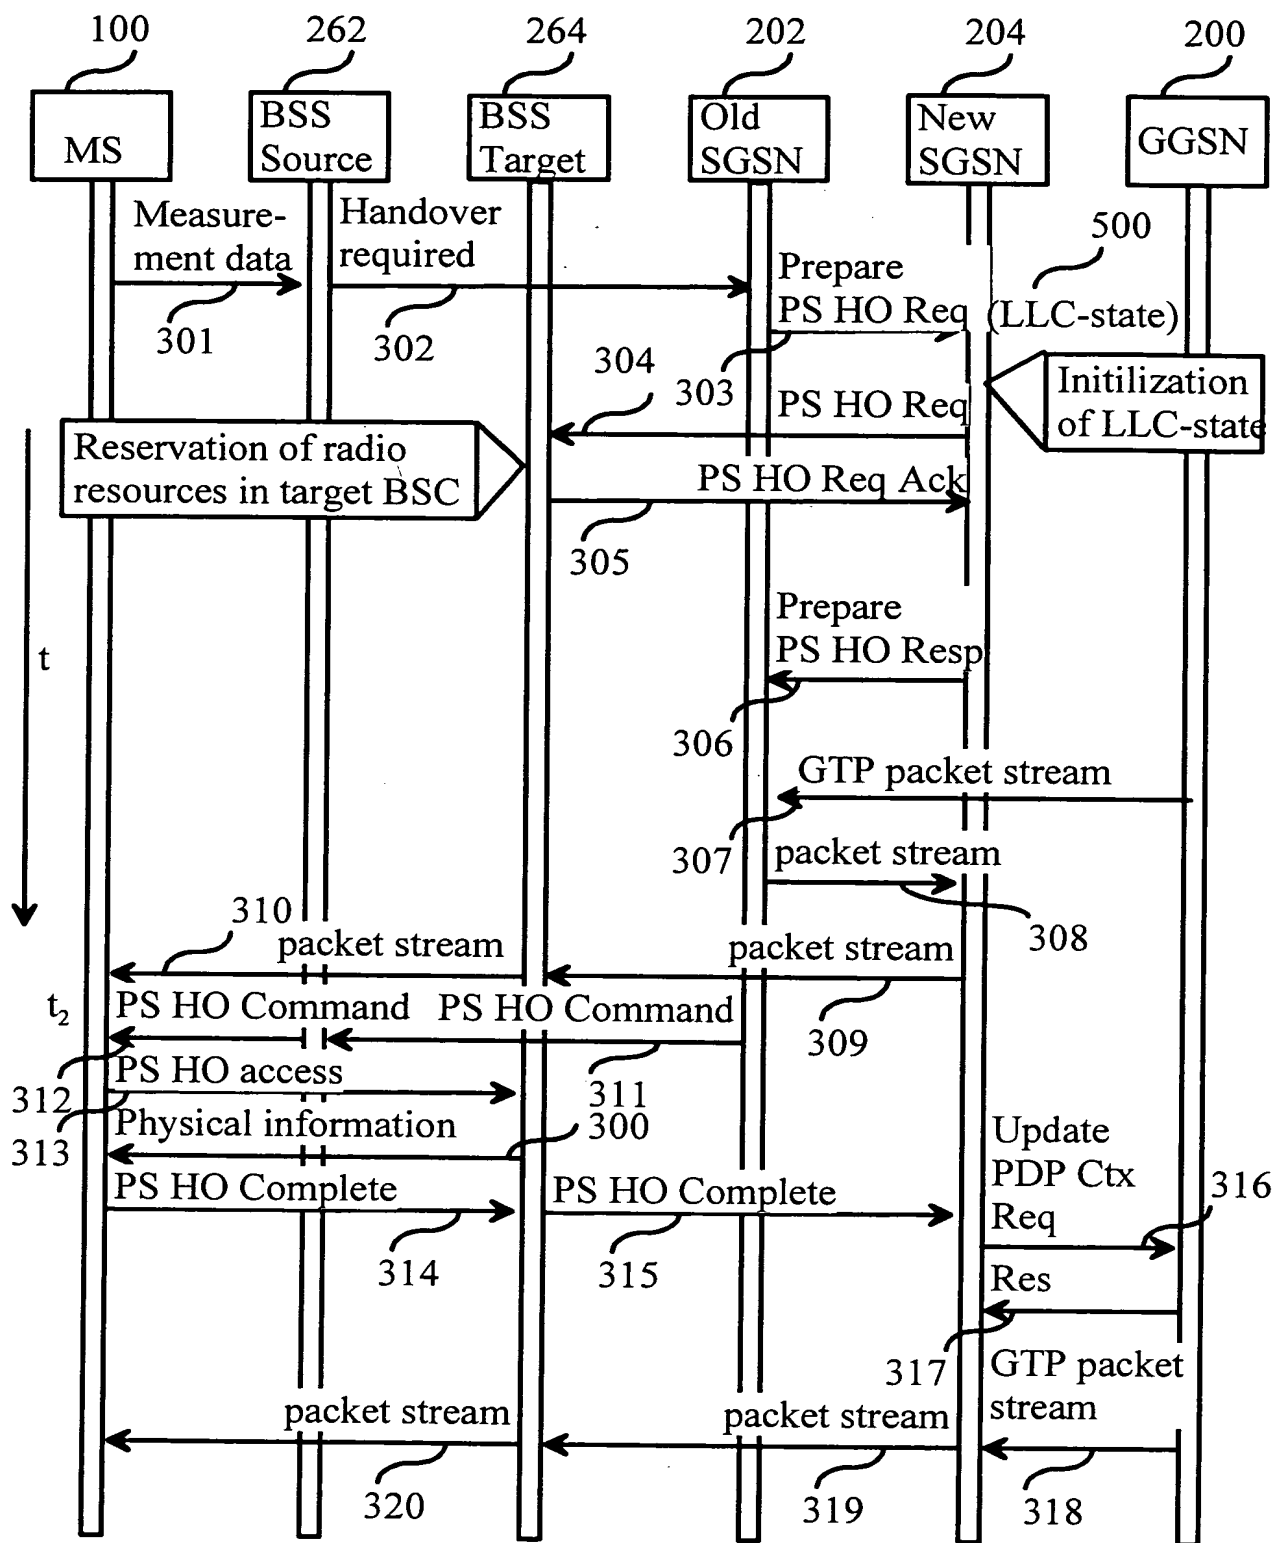 100 262 264 202 204 200
MS
BSS
Source
BSS
Target
Old
SGSN
New
SGSN
GGSN
Measure-
ment data
301
Handover
required
302
500
Prepare
PS HO Req (LLC-state)
303
304
PS HO Req
Initilization
of LLC-state
Reservation of radio
resources in target BSC
PS HO Req Ack
305
t
Prepare
PS HO Resp
306
GTP packet stream
307
packet stream
308
310
packet stream
packet stream
309
t2
PS HO Command
PS HO Command
312
311
PS HO access
313
Physical information
300
PS HO Complete
314
PS HO Complete
315
Update
PDP Ctx
Req
316
Res
317
GTP packet
stream
318
packet stream
319
packet stream
320